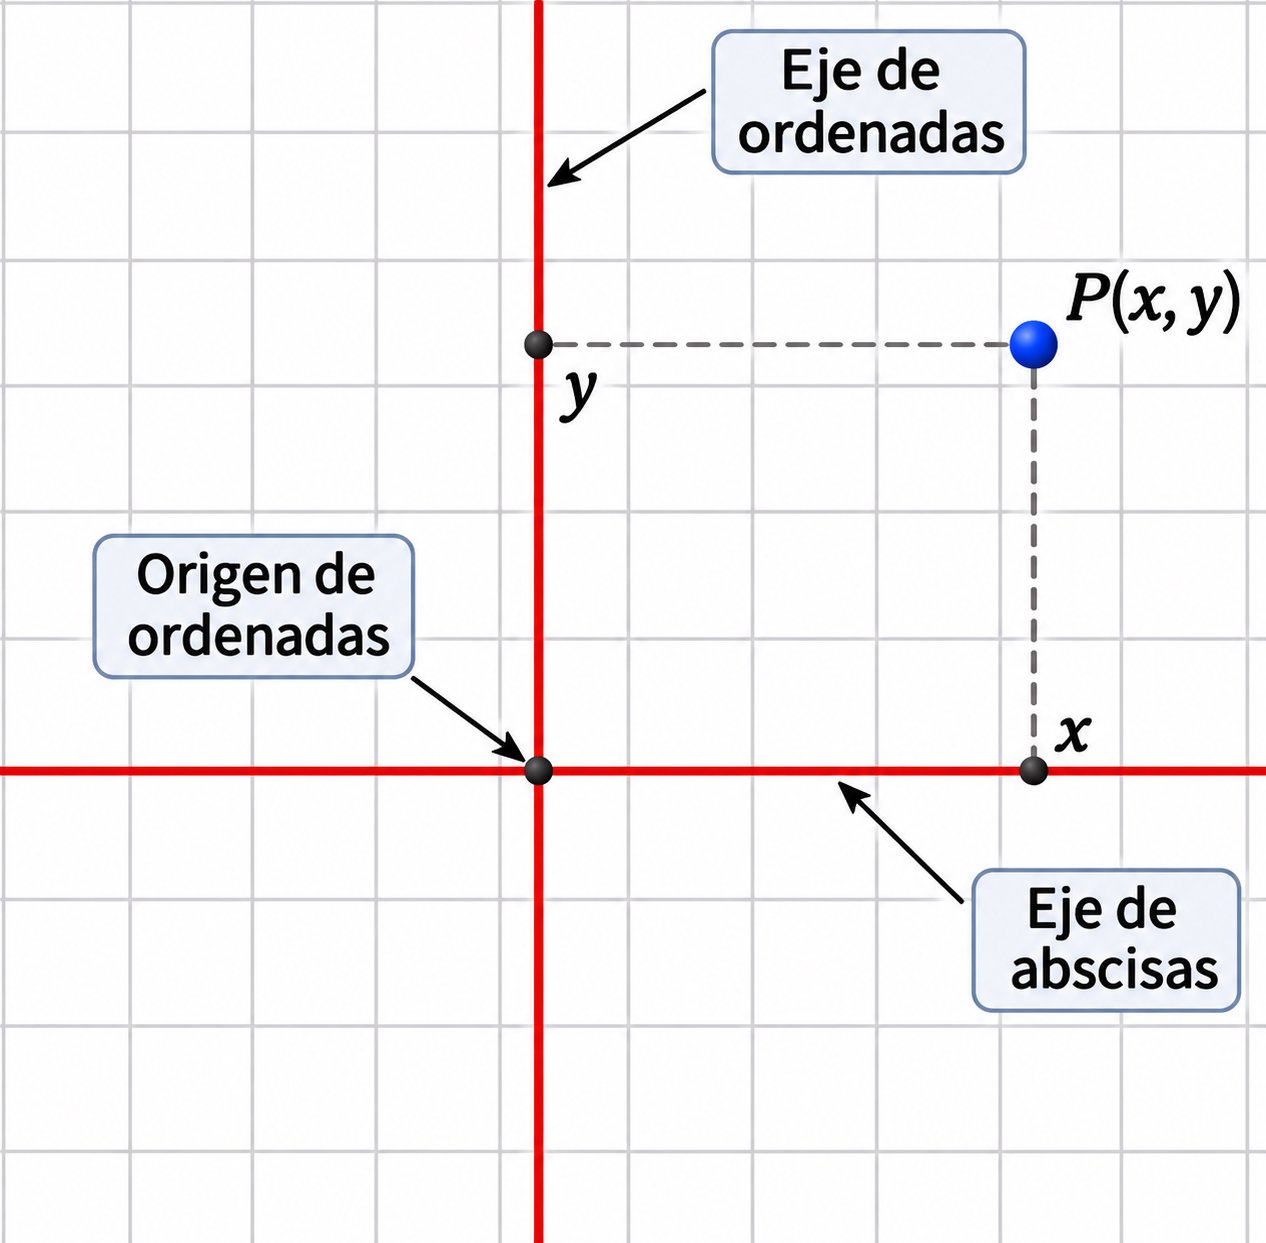 Eje de
ordenadas
P(x, y)
y
Origen de
ordenadas
x
Eje de
abscisas